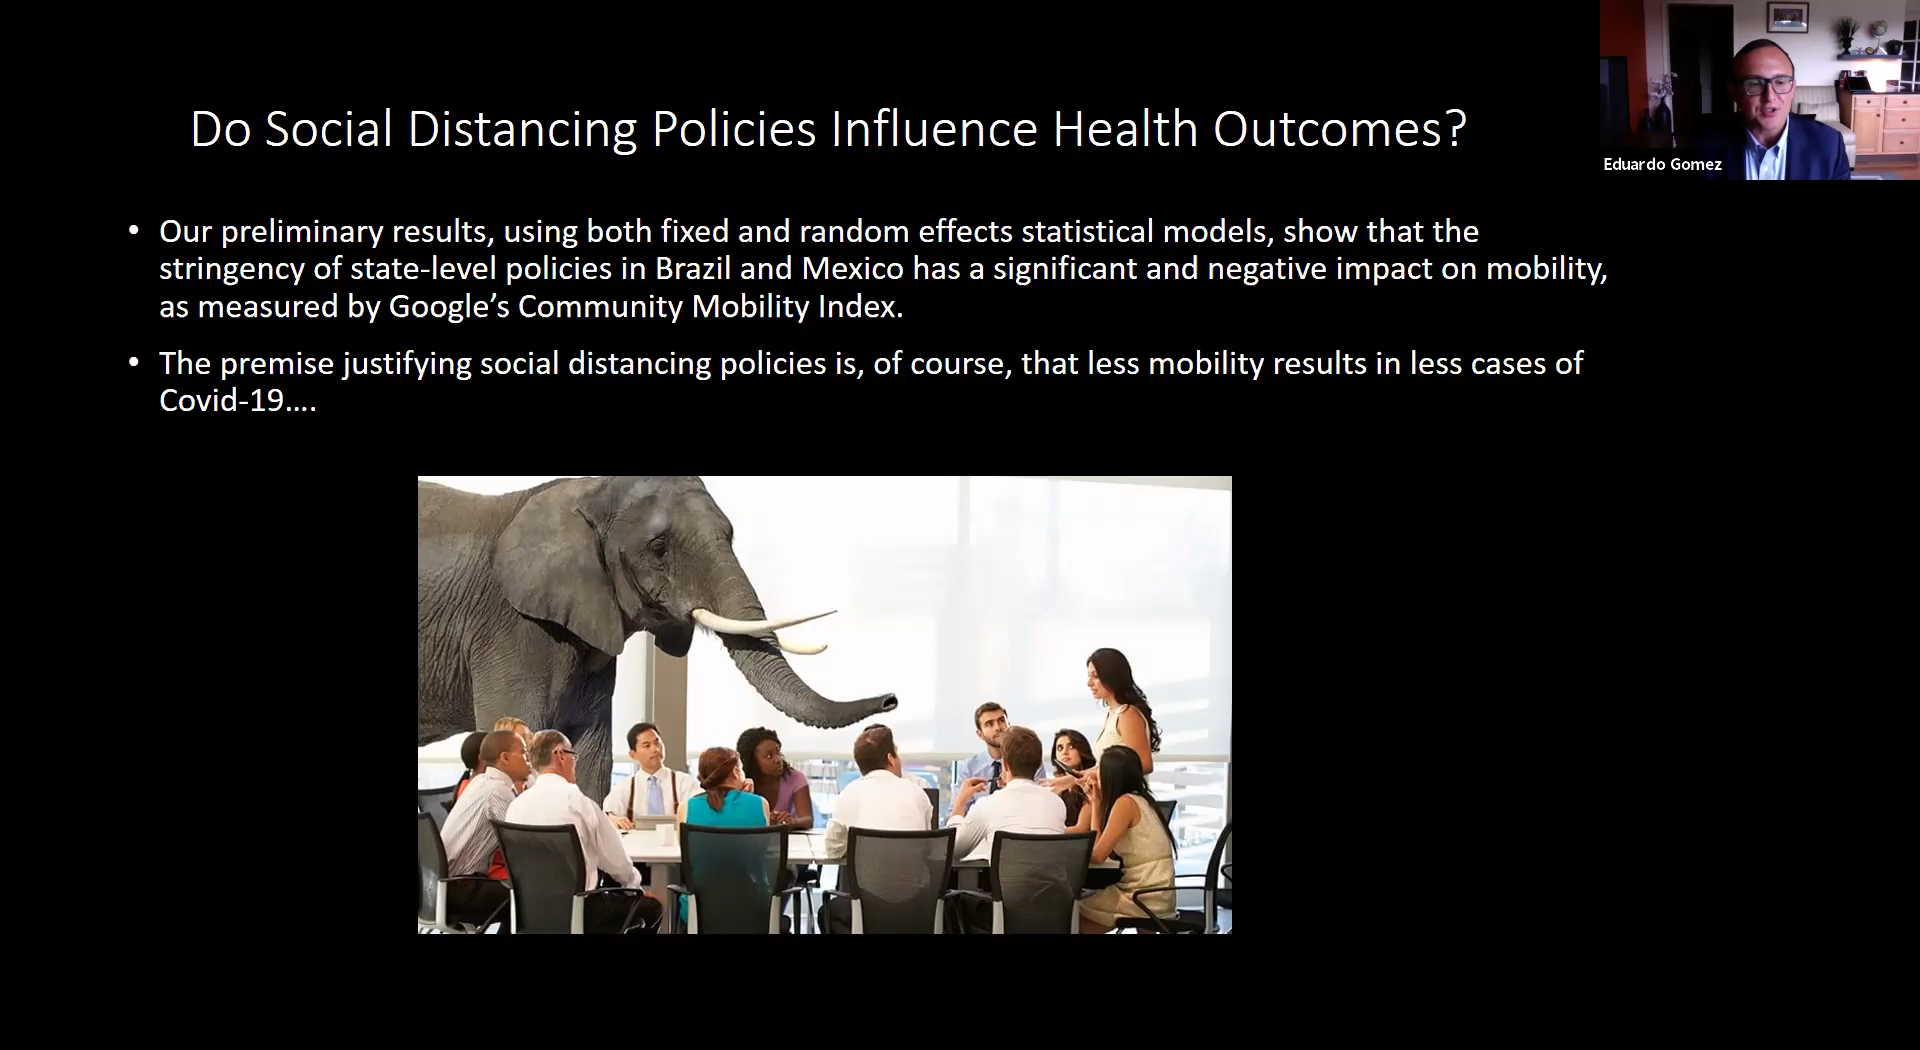 Do Social Distancing Policies Influence Health Outcomes?
Eduardo Gomez
• Our preliminary results, using both fixed and random effects statistical models, show that the
stringency of state-level policies in Brazil and Mexico has a significant and negative impact on mobility,
as measured by Google’s Community Mobility Index.
• The premise justifying social distancing policies is, of course, that less mobility results in less cases of
Covid-19….